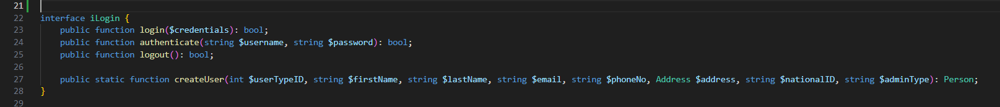 21
22 interface iLogin {
23     public function login($credentials): bool;
24     public function authenticate(string $username, string $password): bool;
25     public function logout(): bool;
26
27     public static function createUser(int $userTypeID, string $firstName, string $lastName, string $email, string $phoneNo, Address $address, string $nationalID, string $adminType): Person;
28 }
29